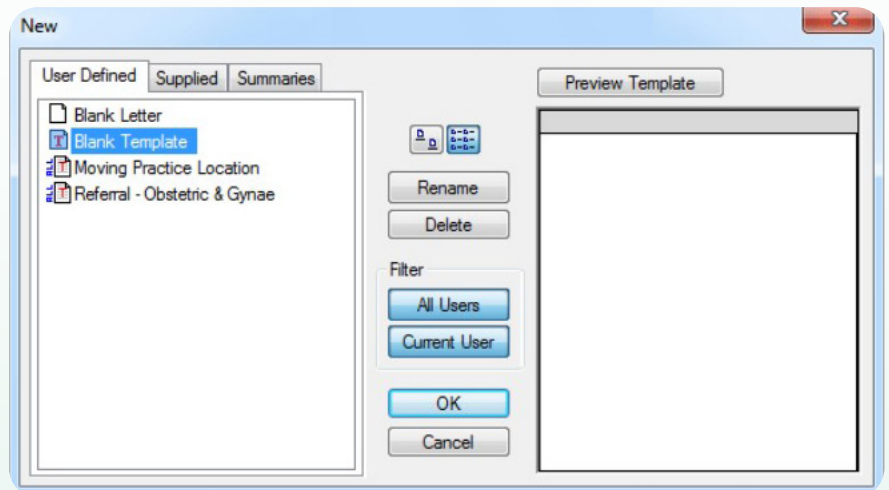 New
User Defined Supplied Summaries
Blank Letter
Blank Template
Moving Practice Location
Referral - Obstetric & Gynae
Rename
Delete
Filter
All Users
Current User
OK
Cancel
Preview Template